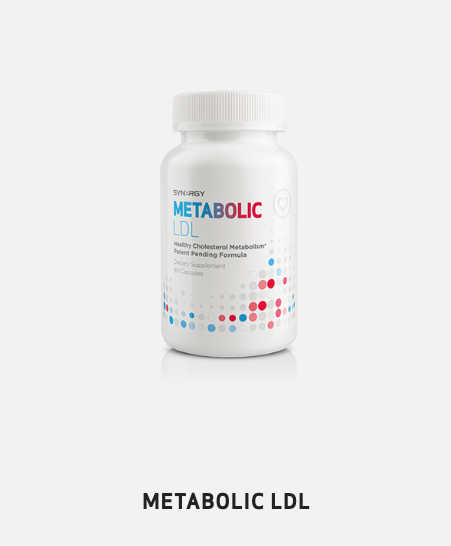 SYNERGY
METABOLIC
LDL
Healthy Cholesterol Metabolism*
Patent Pending Formula
Dietary Supplement
60 Capsules
METABOLIC LDL